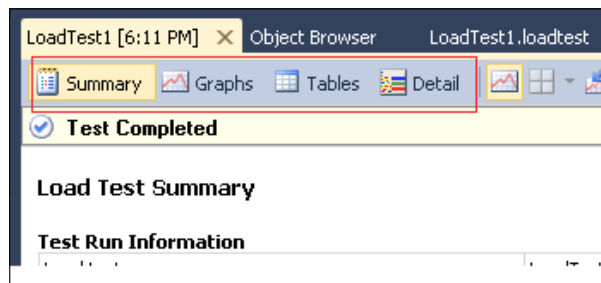 LoadTest1 [6:11 PM] Object Browser LoadTest1.loadtest
Summary Graphs Tables Detail
Test Completed
Load Test Summary
Test Run Information